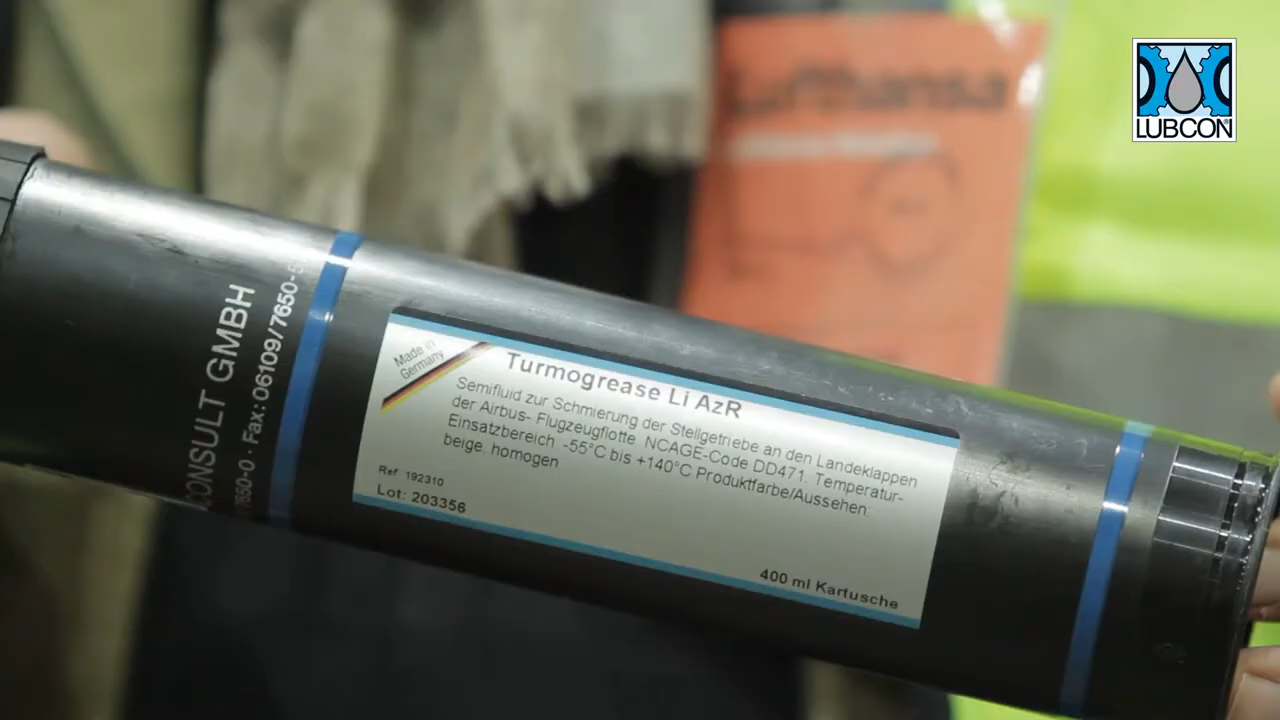 Lufthansa
LUBCON
CONSULT GMBH
7650-0 · Fax: 06109/7650-5
Made in
Germany
Turmogrease Li AzR
Semifluid zur Schmierung der Stellgetriebe an den Landeklappen
der Airbus- Flugzeugflotte. NCAGE-Code DD471. Temperatur-
Einsatzbereich -55°C bis +140°C Produktfarbe/Aussehen:
beige, homogen
Ref 192310
Lot: 203356
400 ml Kartusche